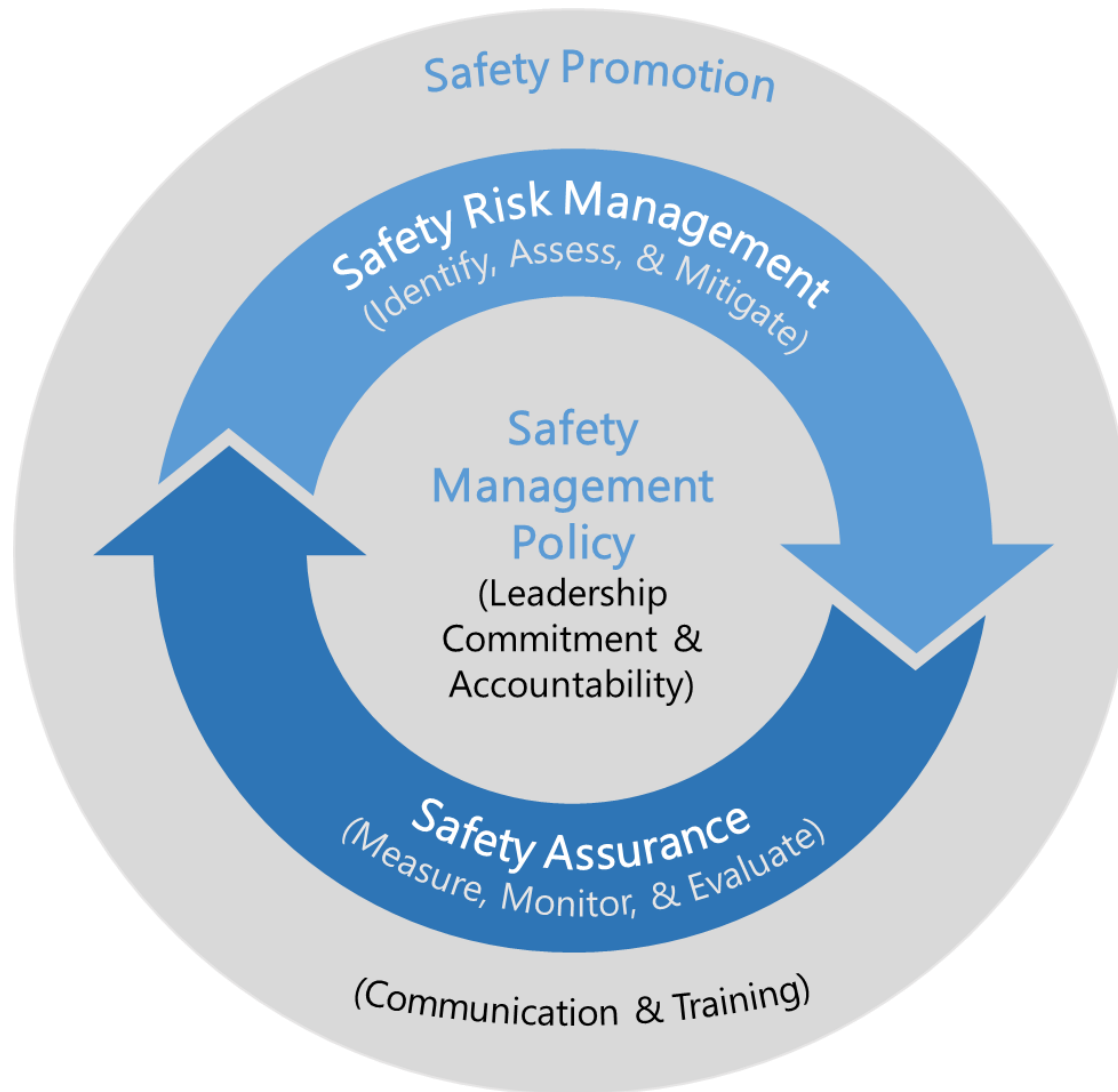 Safety Promotion
Safety Risk Management
(Identify, Assess, & Mitigate)
Safety
Management
Policy
(Leadership
Commitment &
Accountability)
Safety Assurance
(Measure, Monitor, & Evaluate)
(Communication & Training)